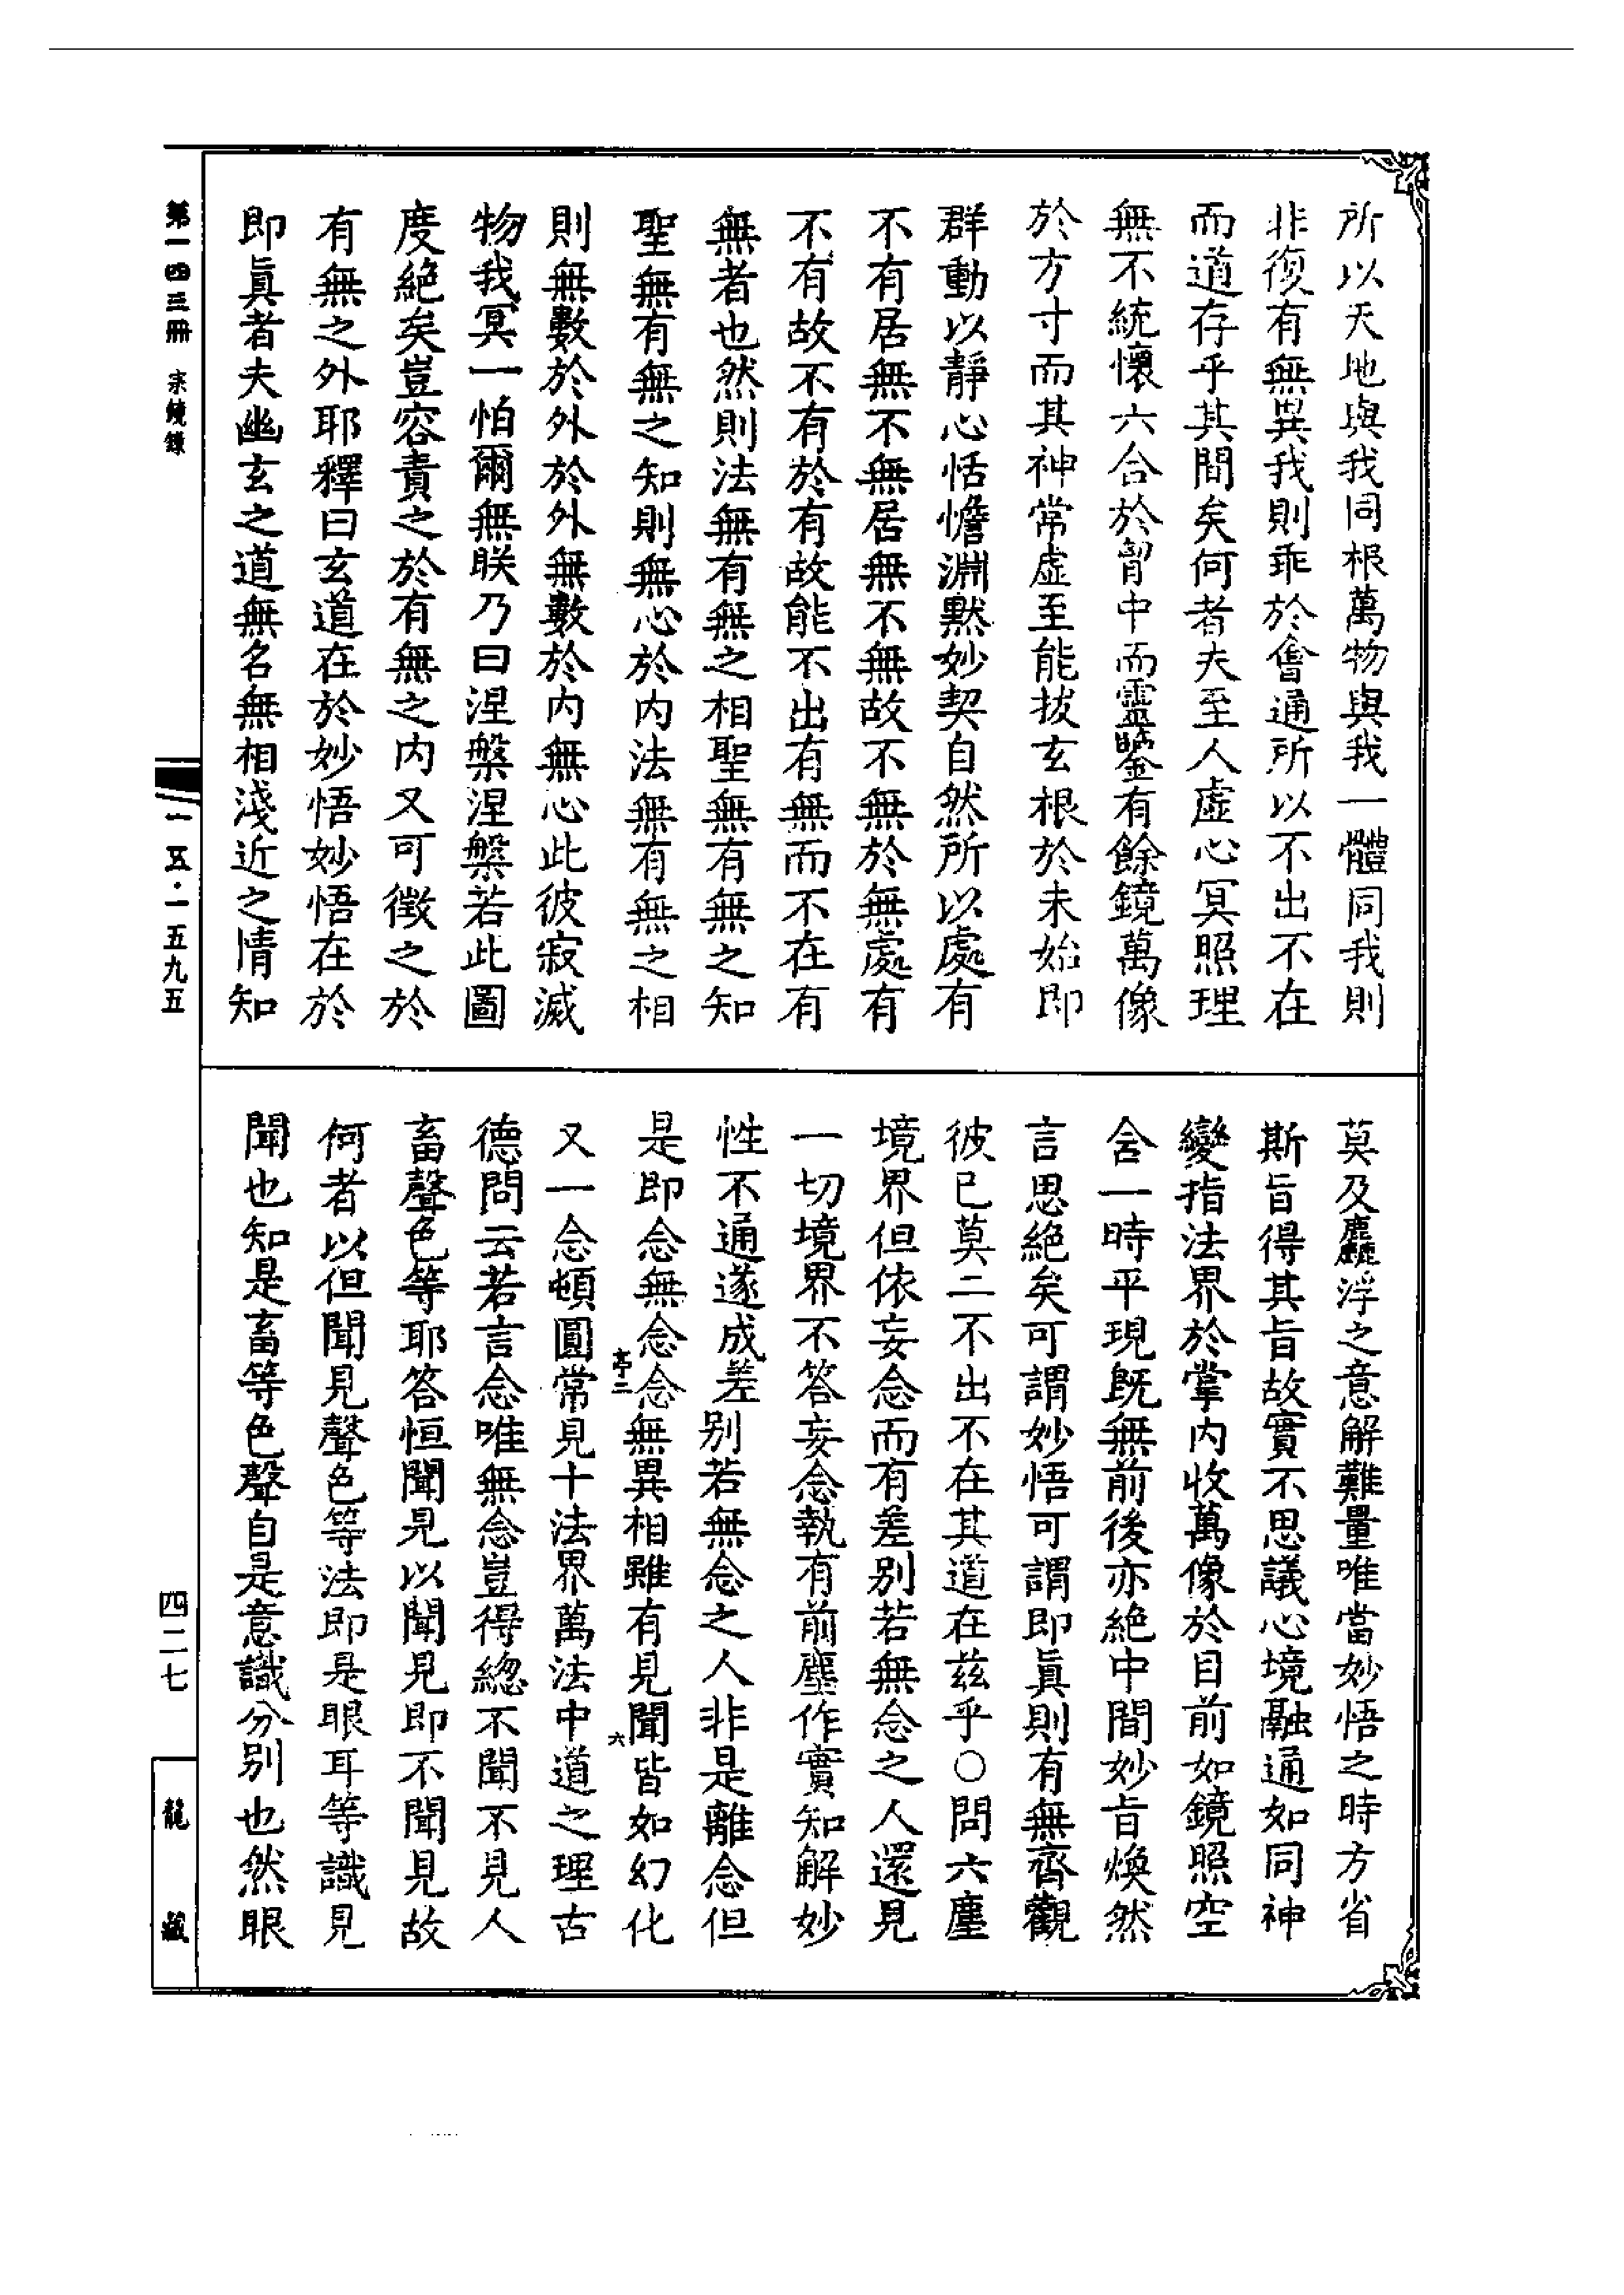 所以天地與我同根萬物與我一體同我則
非復有無異我則乖於會通所以不出不在
而道存乎其間矣何者夫至人虛心冥照理
無不統懷六合於胷中而靈鑒有餘鏡萬像
於方寸而其神常虛至能拔玄根於未始即
群動以靜心恬憺淵默妙契自然所以處有
不有居無不無居無不無故不無於無處有
不有故不有於有故能不出有無而不在有
無者也然則法無有無之相聖無有無之知
聖無有無之知則無心於內法無有無之相
則無數於外於外無數於內無心此彼寂滅
物我冥一怕爾無朕乃曰涅槃涅槃若此圖
度絕矣豈容責之於有無之內又可徵之於
有無之外耶釋曰玄道在於妙悟妙悟在於
即真者夫幽玄之道無名無相淺近之情知
莫及麤浮之意解難量唯當妙悟之時方省
斯旨得其旨故實不思議心境融通如同神
變指法界於掌內收萬像於目前如鏡照空
含一時平現既無前後亦絕中間妙旨煥然
言思絕矣可謂妙悟可謂即真則有無齊觀
彼已莫二不出不在其道在茲乎○問六塵
境界但依妄念而有差別若無念之人還見
一切境界不答妄念執有前塵作實知解妙
性不通遂成差別若無念之人非是離念但
是即念無念念無異相雖有見聞皆如幻化
又一念頓圓常見十法界萬法中道之理古
德問云若言念唯無念豈得總不聞不見人
畜聲色等耶答恒聞見以聞見即不聞見故
何者以但聞見聲色等法即是眼耳等識見
聞也知是畜等色聲自是意識分別也然眼
亭二
六
第一四三冊 宗鏡錄
一五·一五九五
四二七
龍藏